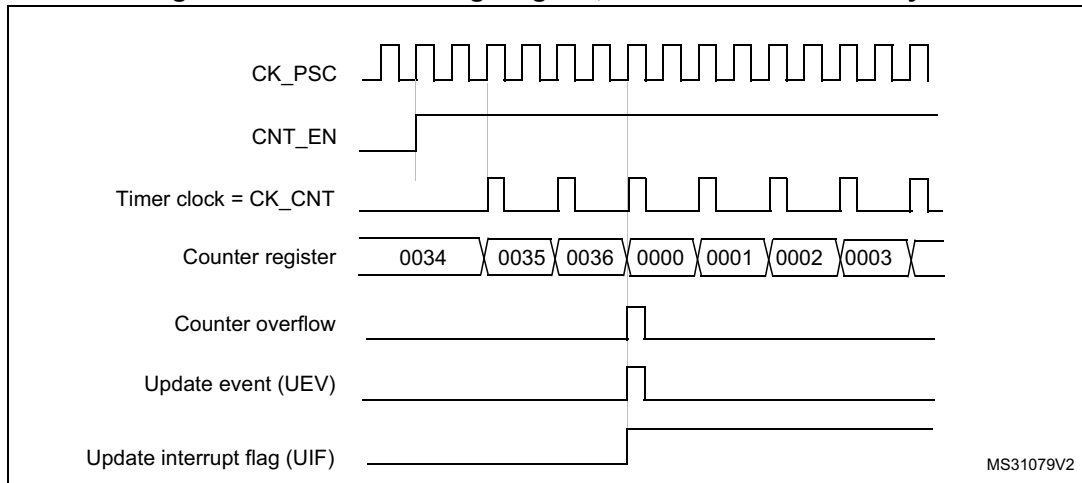 CK_PSC
CNT_EN
Timer clock = CK_CNT
Counter register 0034 0035 0036 0000 0001 0002 0003
Counter overflow
Update event (UEV)
Update interrupt flag (UIF)
MS31079V2